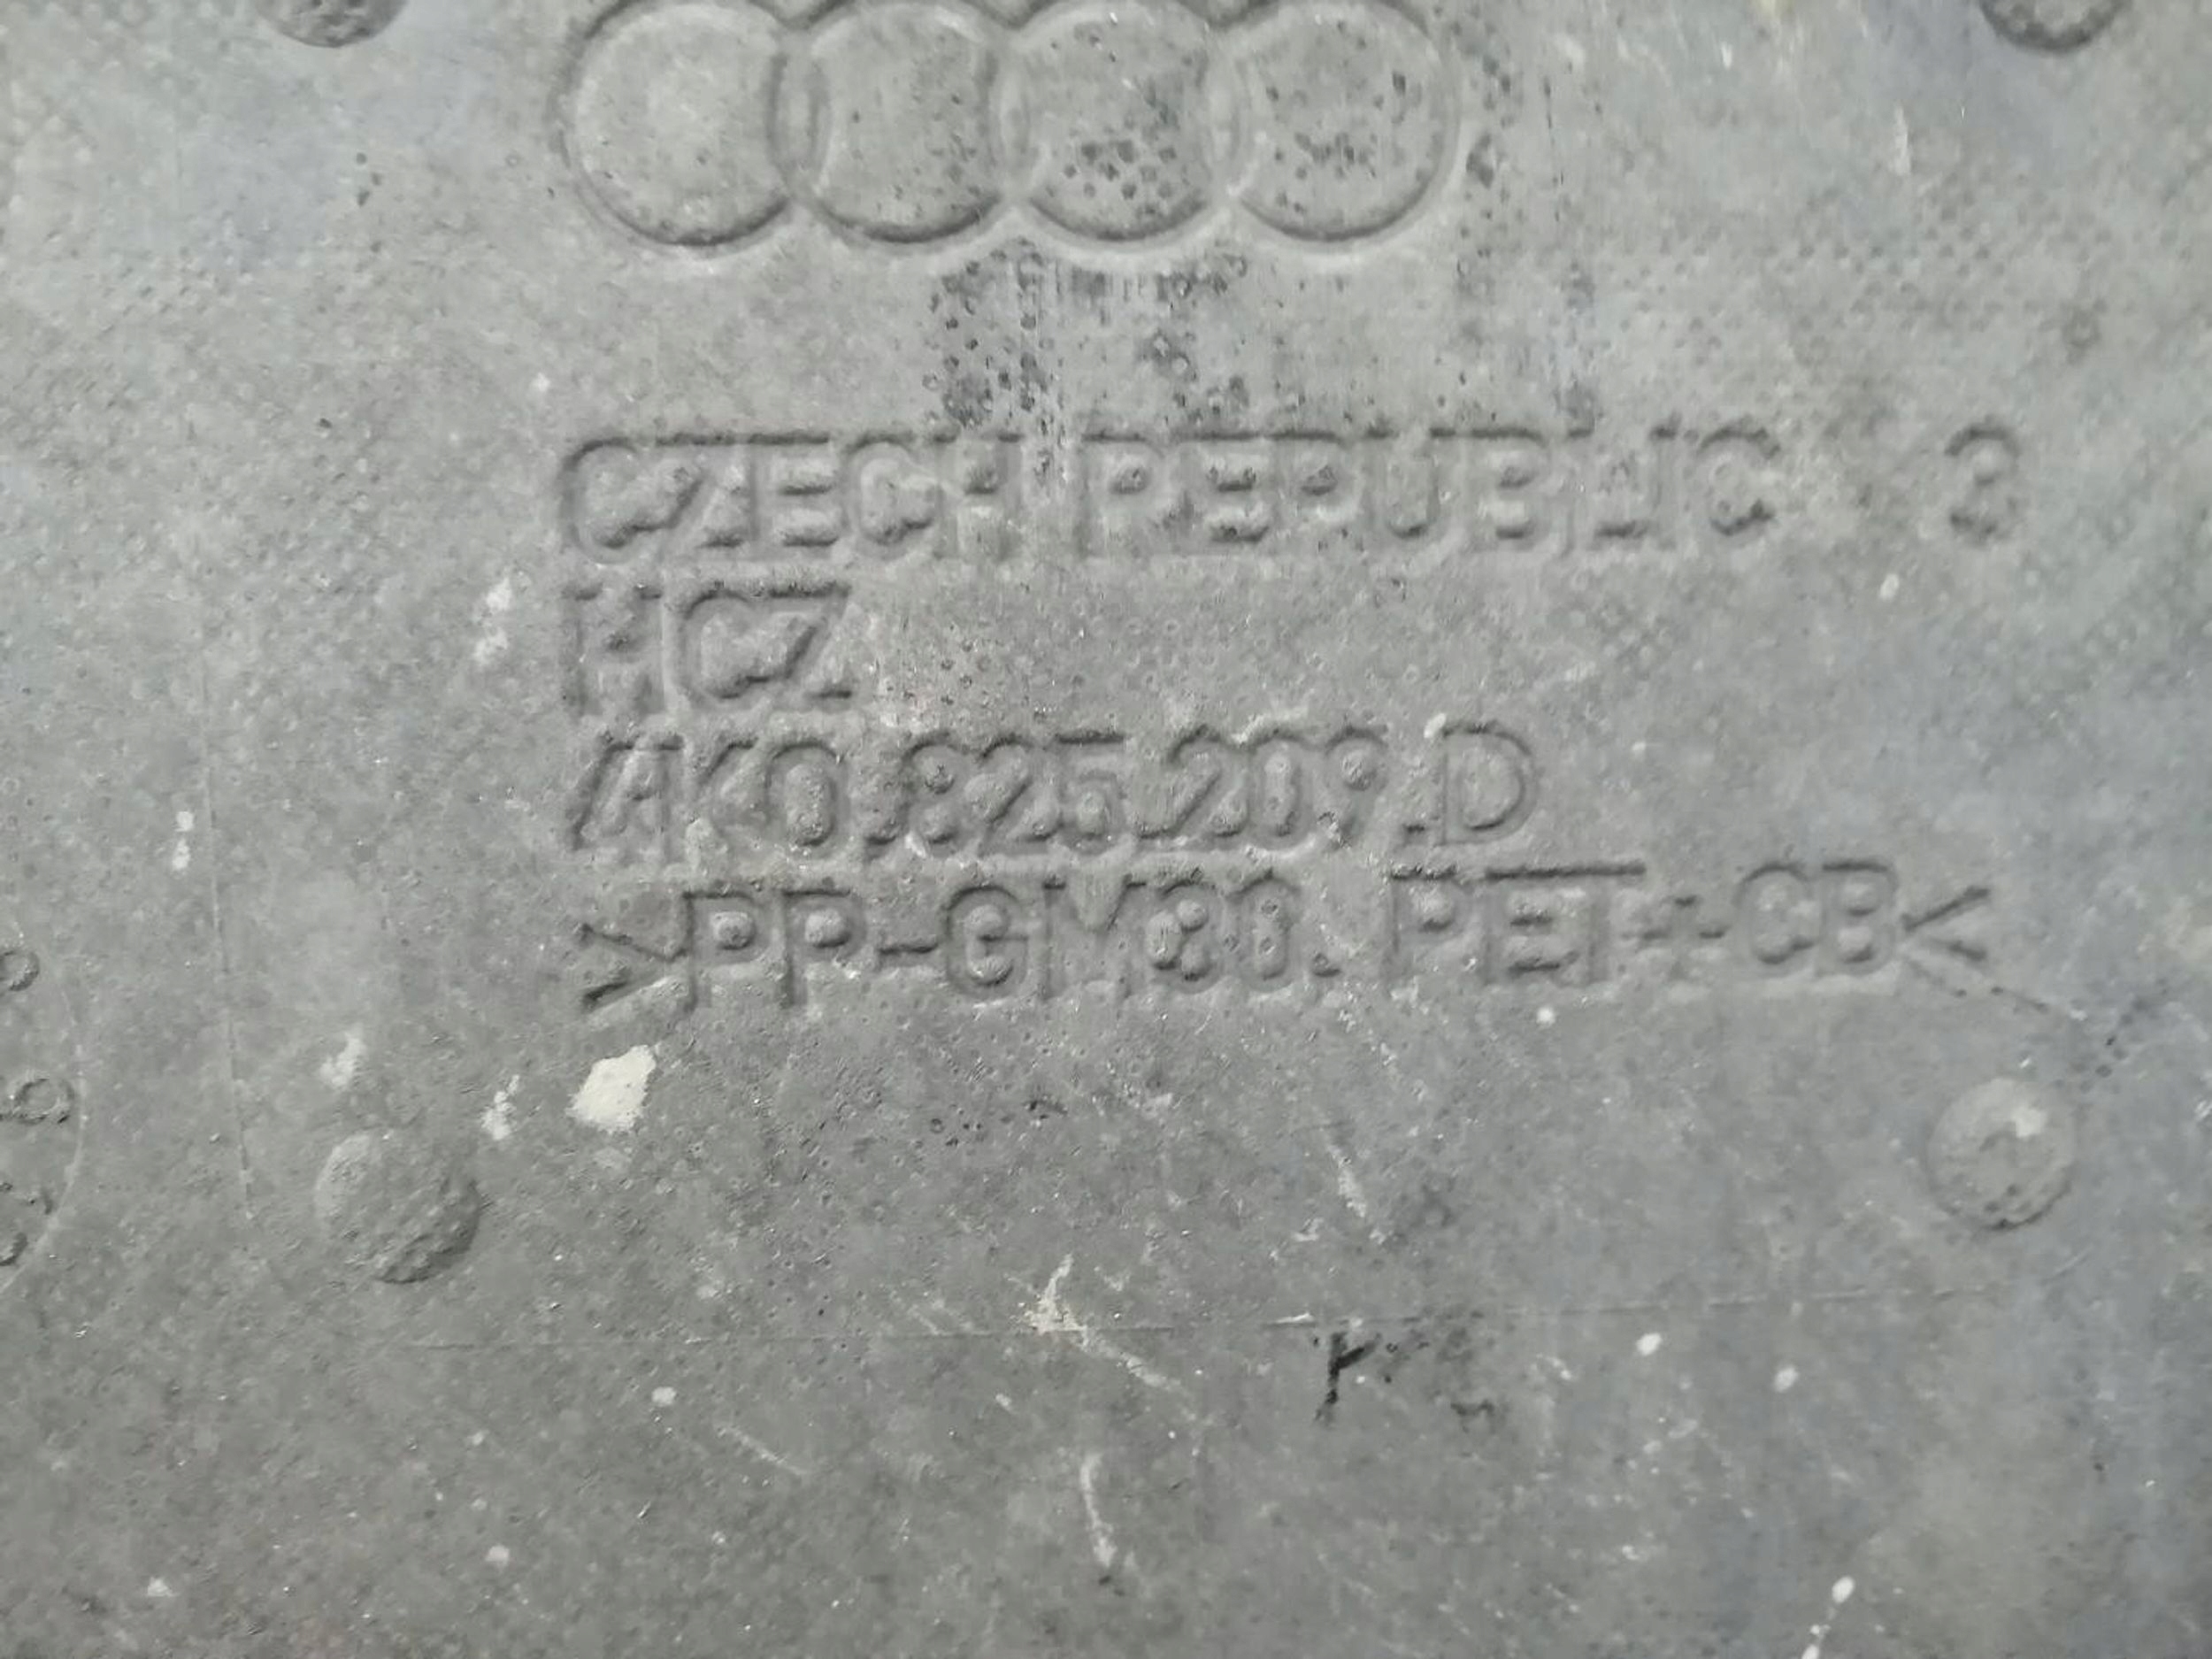 CZECH REPUBLIC 3
HCZ
4K0.825.209.D
>PP-GM30. PET+CB<